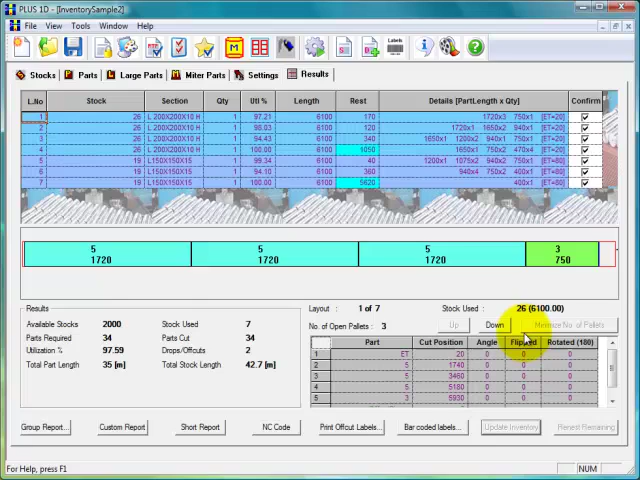 PLUS 1D - [InventorySample2]
File View Tools Window Help
Labels
Stocks Parts Large Parts Miter Parts Settings Results
L.No Stock Section Qty Utl % Length Rest Details [PartLength x Qty] Confirm
1 26 L 200X200X10 H 1 97.21 6100 170 1720x3 750x1 [ET=20]
2 26 L 200X200X10 H 1 98.03 6100 120 1720x1 1650x2 940x1 [ET=20]
3 26 L 200X200X10 H 1 94.43 6100 340 1650x1 1200x2 940x1 750x1 [ET=20]
4 26 L 200X200X10 H 1 100.00 6100 1050 1650x1 750x2 470x4 [ET=20]
5 19 L150X150X15 1 99.34 6100 40 1200x1 1075x2 940x2 750x1 [ET=80]
6 19 L150X150X15 1 94.10 6100 360 940x4 750x2 400x1 [ET=80]
7 19 L150X150X15 1 100.00 6100 5620 400x1 [ET=80]
5 5 5 3
1720 1720 1720 750
Results
Layout : 1 of 7 Stock Used : 26 (6100.00)
Available Stocks 2000 Stock Used 7
No. of Open Pallets : 3 Up Down Minimize No. of Pallets
Parts Required 34 Parts Cut 34
Utilization % 97.59 Drops/Offcuts 2
Total Part Length 35 [m] Total Stock Length 42.7 [m]
Part Cut Position Angle Flipped Rotated (180)
1 ET 20 0 0 0
2 5 1740 0 0 0
3 5 3460 0 0 0
4 5 5180 0 0 0
5 3 5930 0 0 0
Group Report... Custom Report Short Report NC Code Print Offcut Labels... Bar coded labels... Update Inventory Renest Remaining
For Help, press F1 NUM